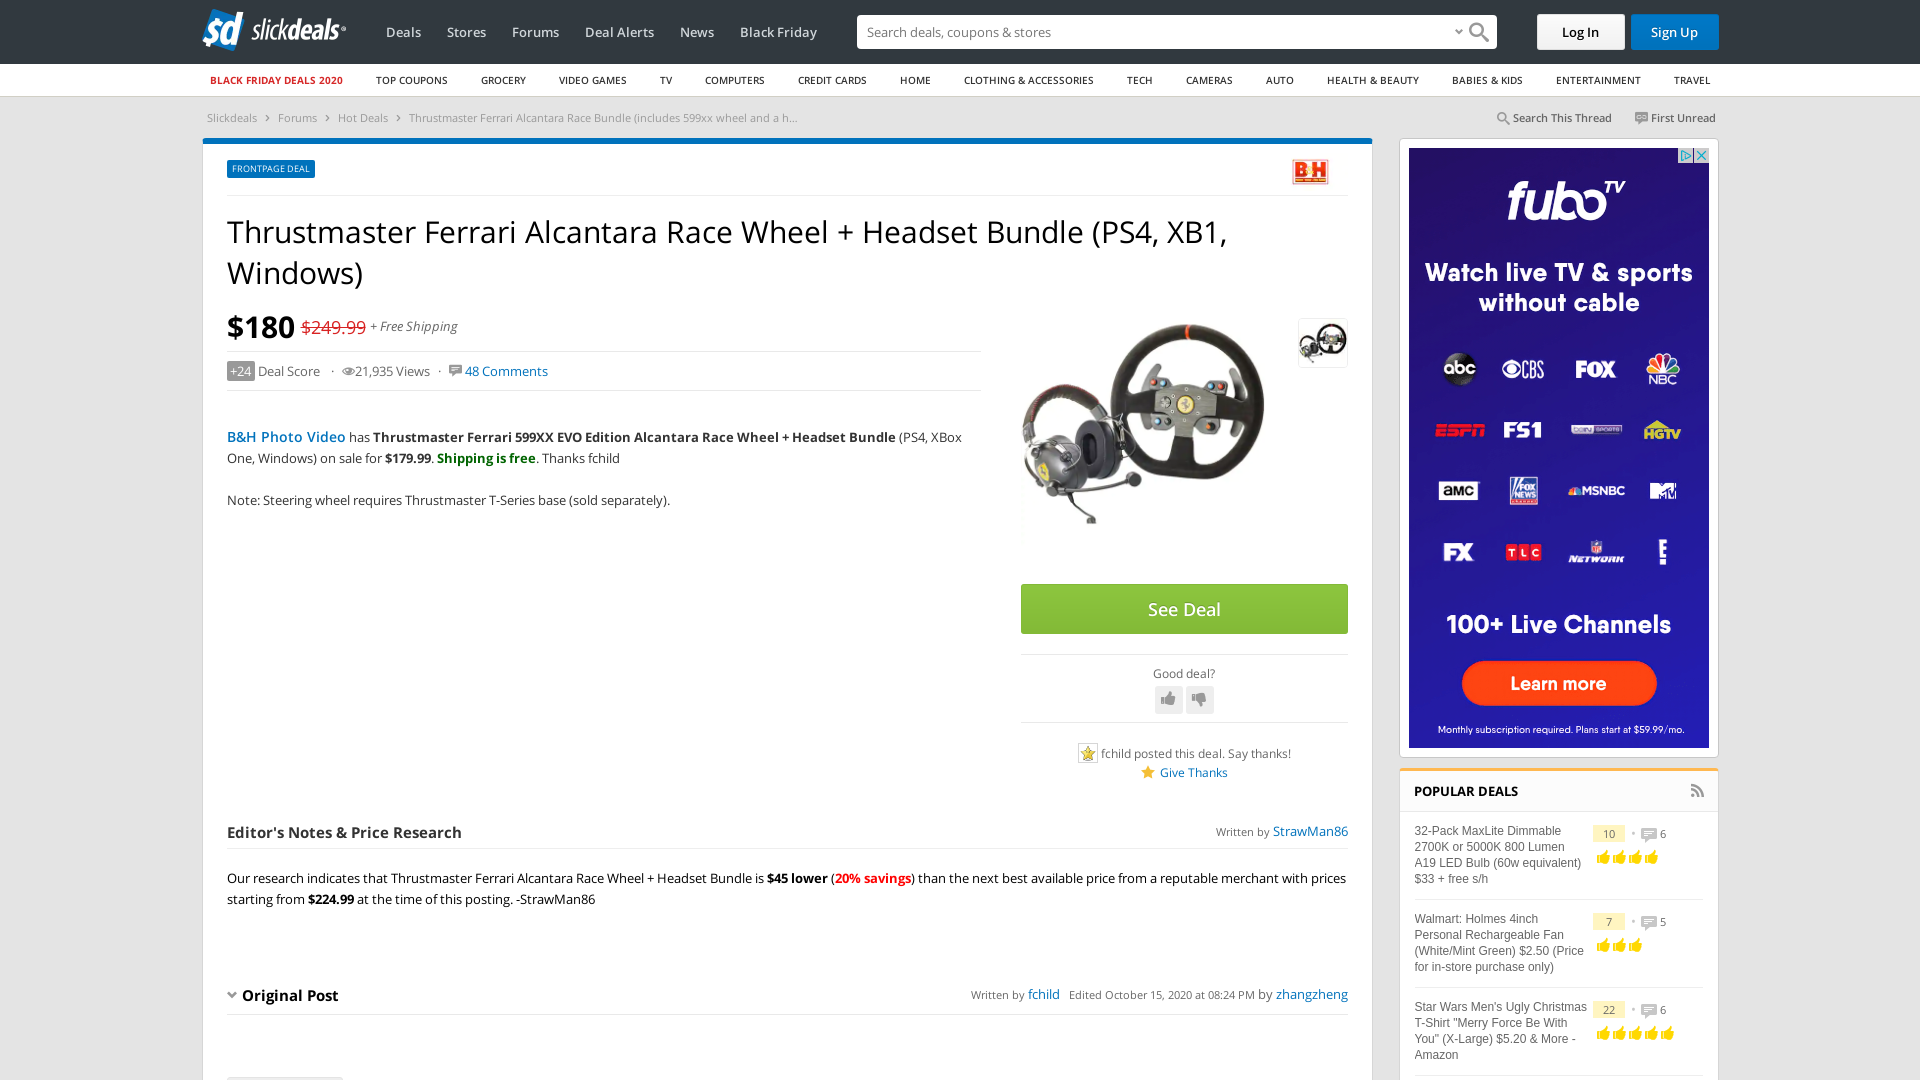 slickdeals
Deals
Stores
Forums
Deal Alerts
News
Black Friday
Search deals, coupons & shopping
Log In
Sign Up
BLACK FRIDAY DEALS 2020
TOP COUPONS
GROCERY
VIDEO GAMES
TV
COMPUTERS
CREDIT CARDS
HOME
CLOTHING & ACCESSORIES
TECH
CAMERAS
AUTO
HEALTH & BEAUTY
BABIES & KIDS
ENTERTAINMENT
TRAVEL
Slickdeals › Forums › Hot Deals › Thrustmaster Ferrari Alcantara Race Bundle (includes 599xx wheel and a h...
Search This Thread
First Unread
FRONTPAGE DEAL
B&H
Thrustmaster Ferrari Alcantara Race Wheel + Headset Bundle (PS4, XB1,
Windows)
$180 $249.99 + Free Shipping
+24 Deal Score · 21,935 Views · 48 Comments
B&H Photo Video has Thrustmaster Ferrari 599XX EVO Edition Alcantara Race Wheel + Headset Bundle (PS4, XBox
One, Windows) on sale for $179.99. Shipping is free. Thanks fchild
Note: Steering wheel requires Thrustmaster T-Series base (sold separately).
See Deal
Good deal?
fchild posted this deal. Say thanks!
Give Thanks
Editor's Notes & Price Research
Written by StrawMan86
Our research indicates that Thrustmaster Ferrari Alcantara Race Wheel + Headset Bundle is $45 lower (20% savings) than the next best available price from a reputable merchant with prices
starting from $224.99 at the time of this posting. -StrawMan86
Original Post
Written by fchild Edited October 15, 2020 at 08:24 PM by zhangzheng
fubo TV
Watch live TV & sports
without cable
abc CBS FOX NBC
ESPN FS1 beIN SPORTS HGTV
amc FOX NEWS MSNBC MTV
FX TLC NFL NETWORK E!
100+ Live Channels
Learn more
Monthly subscription required. Plans start at $59.99/mo.
POPULAR DEALS
32-Pack MaxLite Dimmable
2700K or 5000K 800 Lumen
A19 LED Bulb (60w equivalent)
$33 + free s/h
10 • 6
Walmart: Holmes 4inch
Personal Rechargeable Fan
(White/Mint Green) $2.50 (Price
for in-store purchase only)
7 • 5
Star Wars Men's Ugly Christmas
T-Shirt "Merry Force Be With
You" (X-Large) $5.20 & More -
Amazon
22 • 6